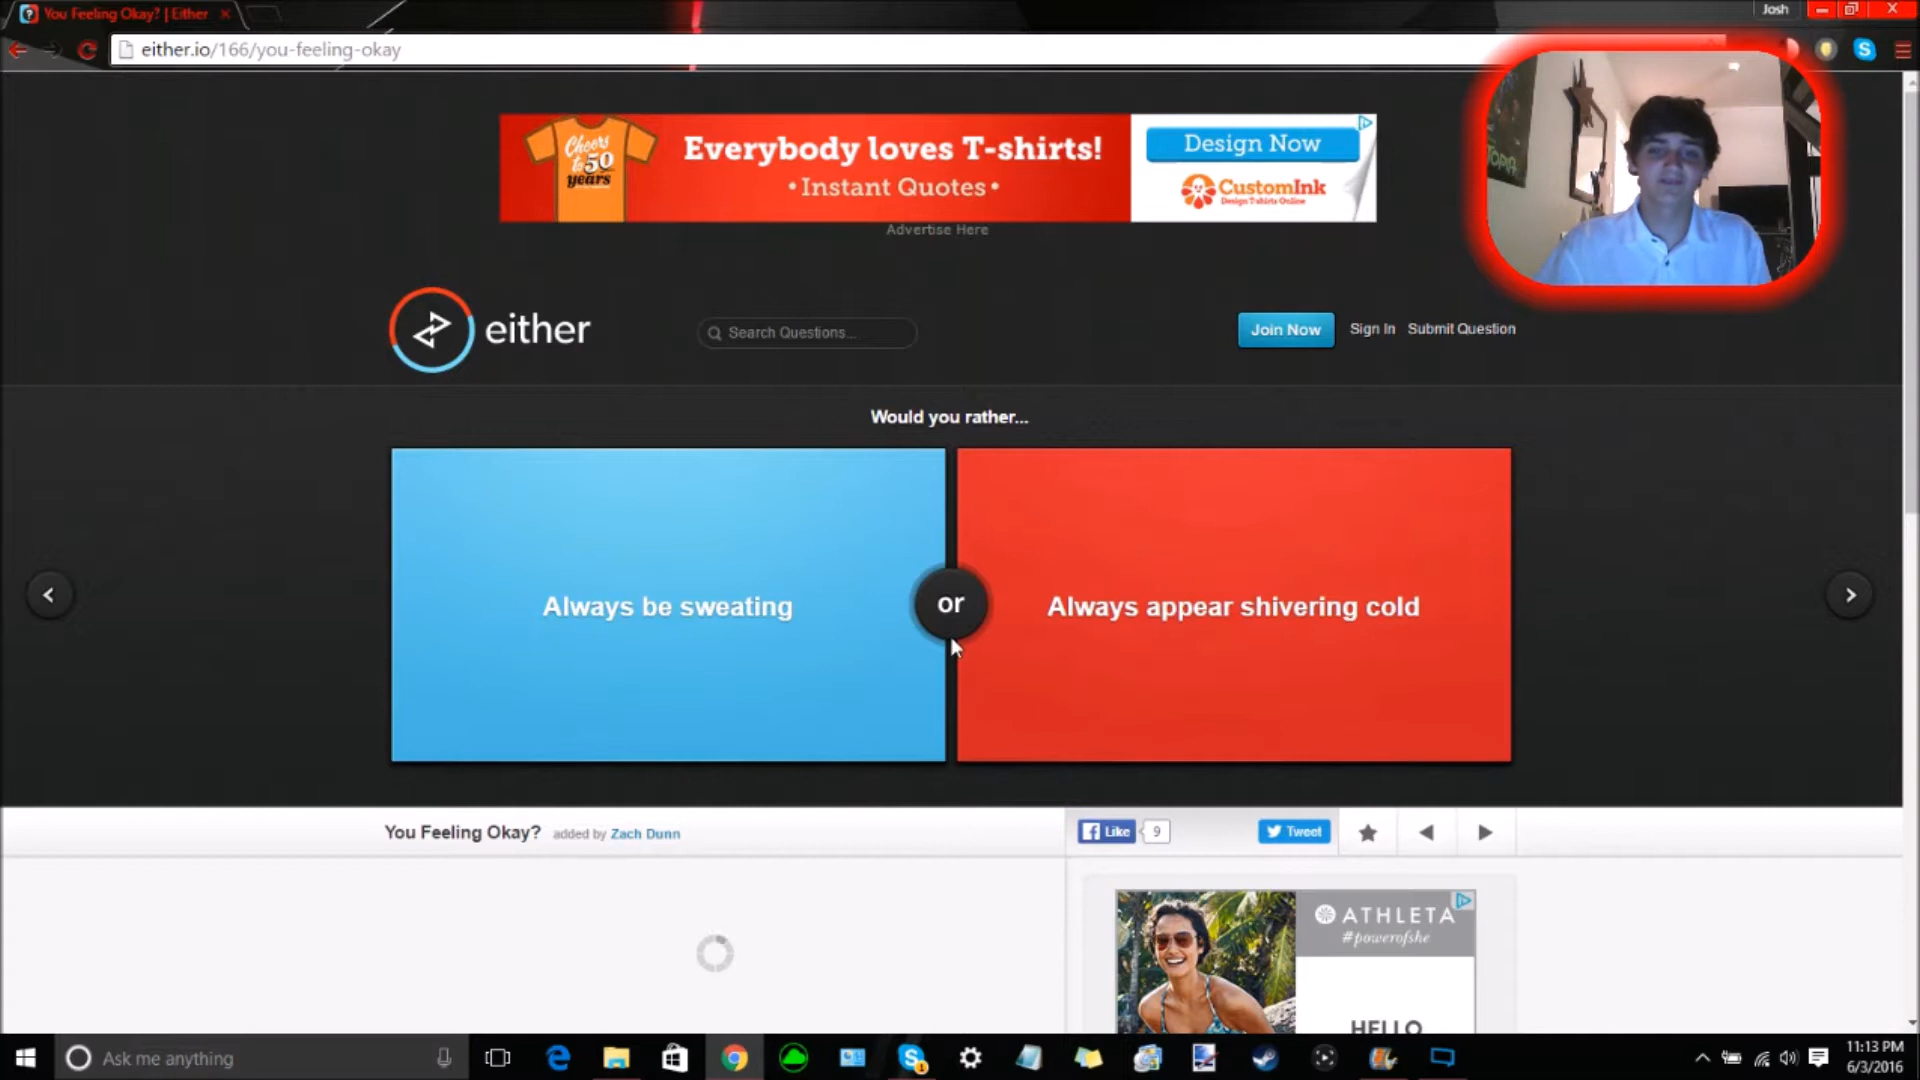 You Feeling Okay? | Either
Josh
either.io/166/you-feeling-okay
Cheers
to 50
years
Everybody loves T-shirts!
• Instant Quotes •
Design Now
CustomInk
Design T-shirts Online
Advertise Here
either
Search Questions...
Join Now
Sign In
Submit Question
Would you rather...
Always be sweating
or
Always appear shivering cold
You Feeling Okay?
added by Zach Dunn
Like
9
Tweet
ATHLETA
#powerofshe
HELLO
Ask me anything
11:13 PM
6/3/2016